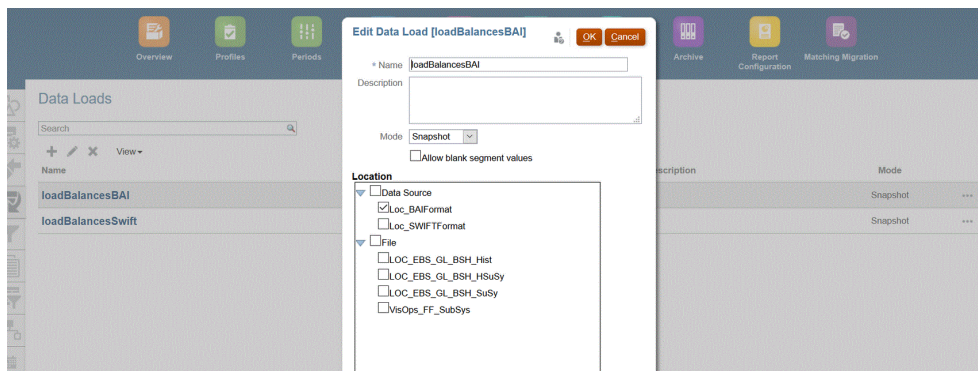 Overview
Profiles
Periods
Archive
Report
Configuration
Matching Migration
Data Loads
Search
View
Name
Description
Mode
loadBalancesBAI
Snapshot
loadBalancesSwift
Snapshot
Edit Data Load [loadBalancesBAI]
OK Cancel
* Name loadBalancesBAI
Description
Mode Snapshot
Allow blank segment values
Location
Data Source
Loc_BAIFormat
Loc_SWIFTFormat
File
LOC_EBS_GL_BSH_Hist
LOC_EBS_GL_BSH_HSuSy
LOC_EBS_GL_BSH_SuSy
VisOps_FF_SubSys